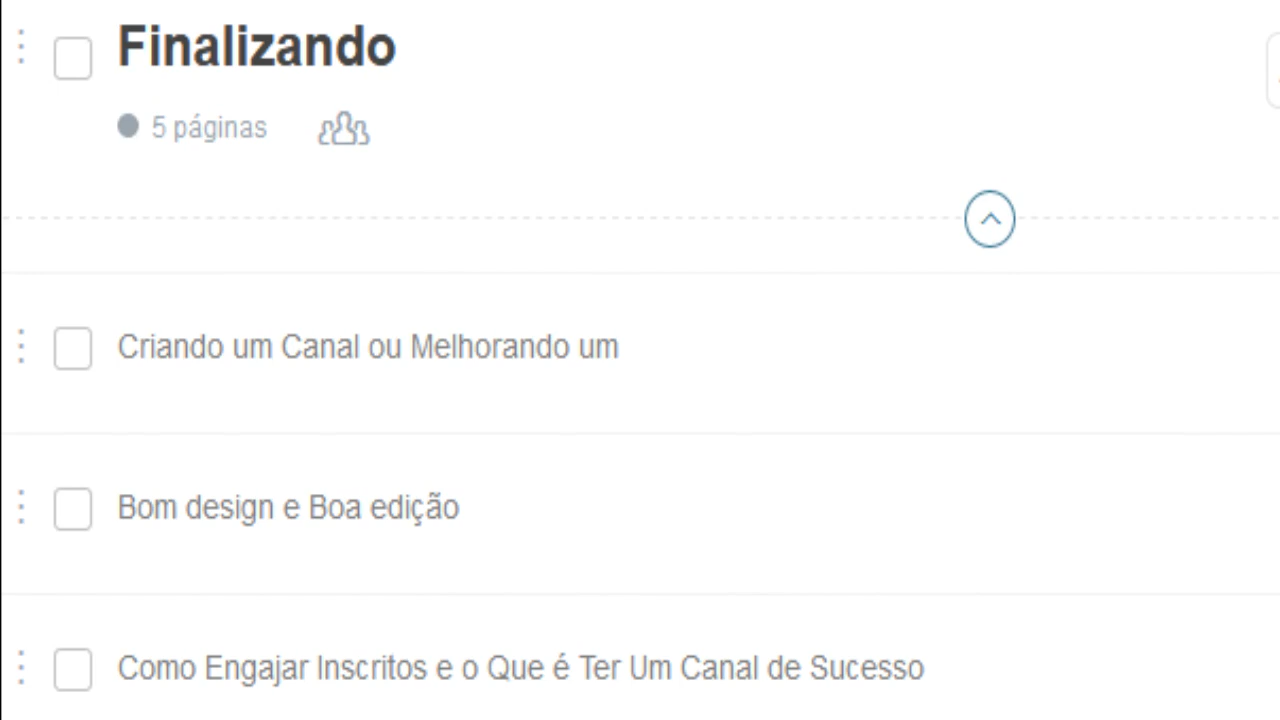 Finalizando
5 páginas
Criando um Canal ou Melhorando um
Bom design e Boa edição
Como Engajar Inscritos e o Que é Ter Um Canal de Sucesso